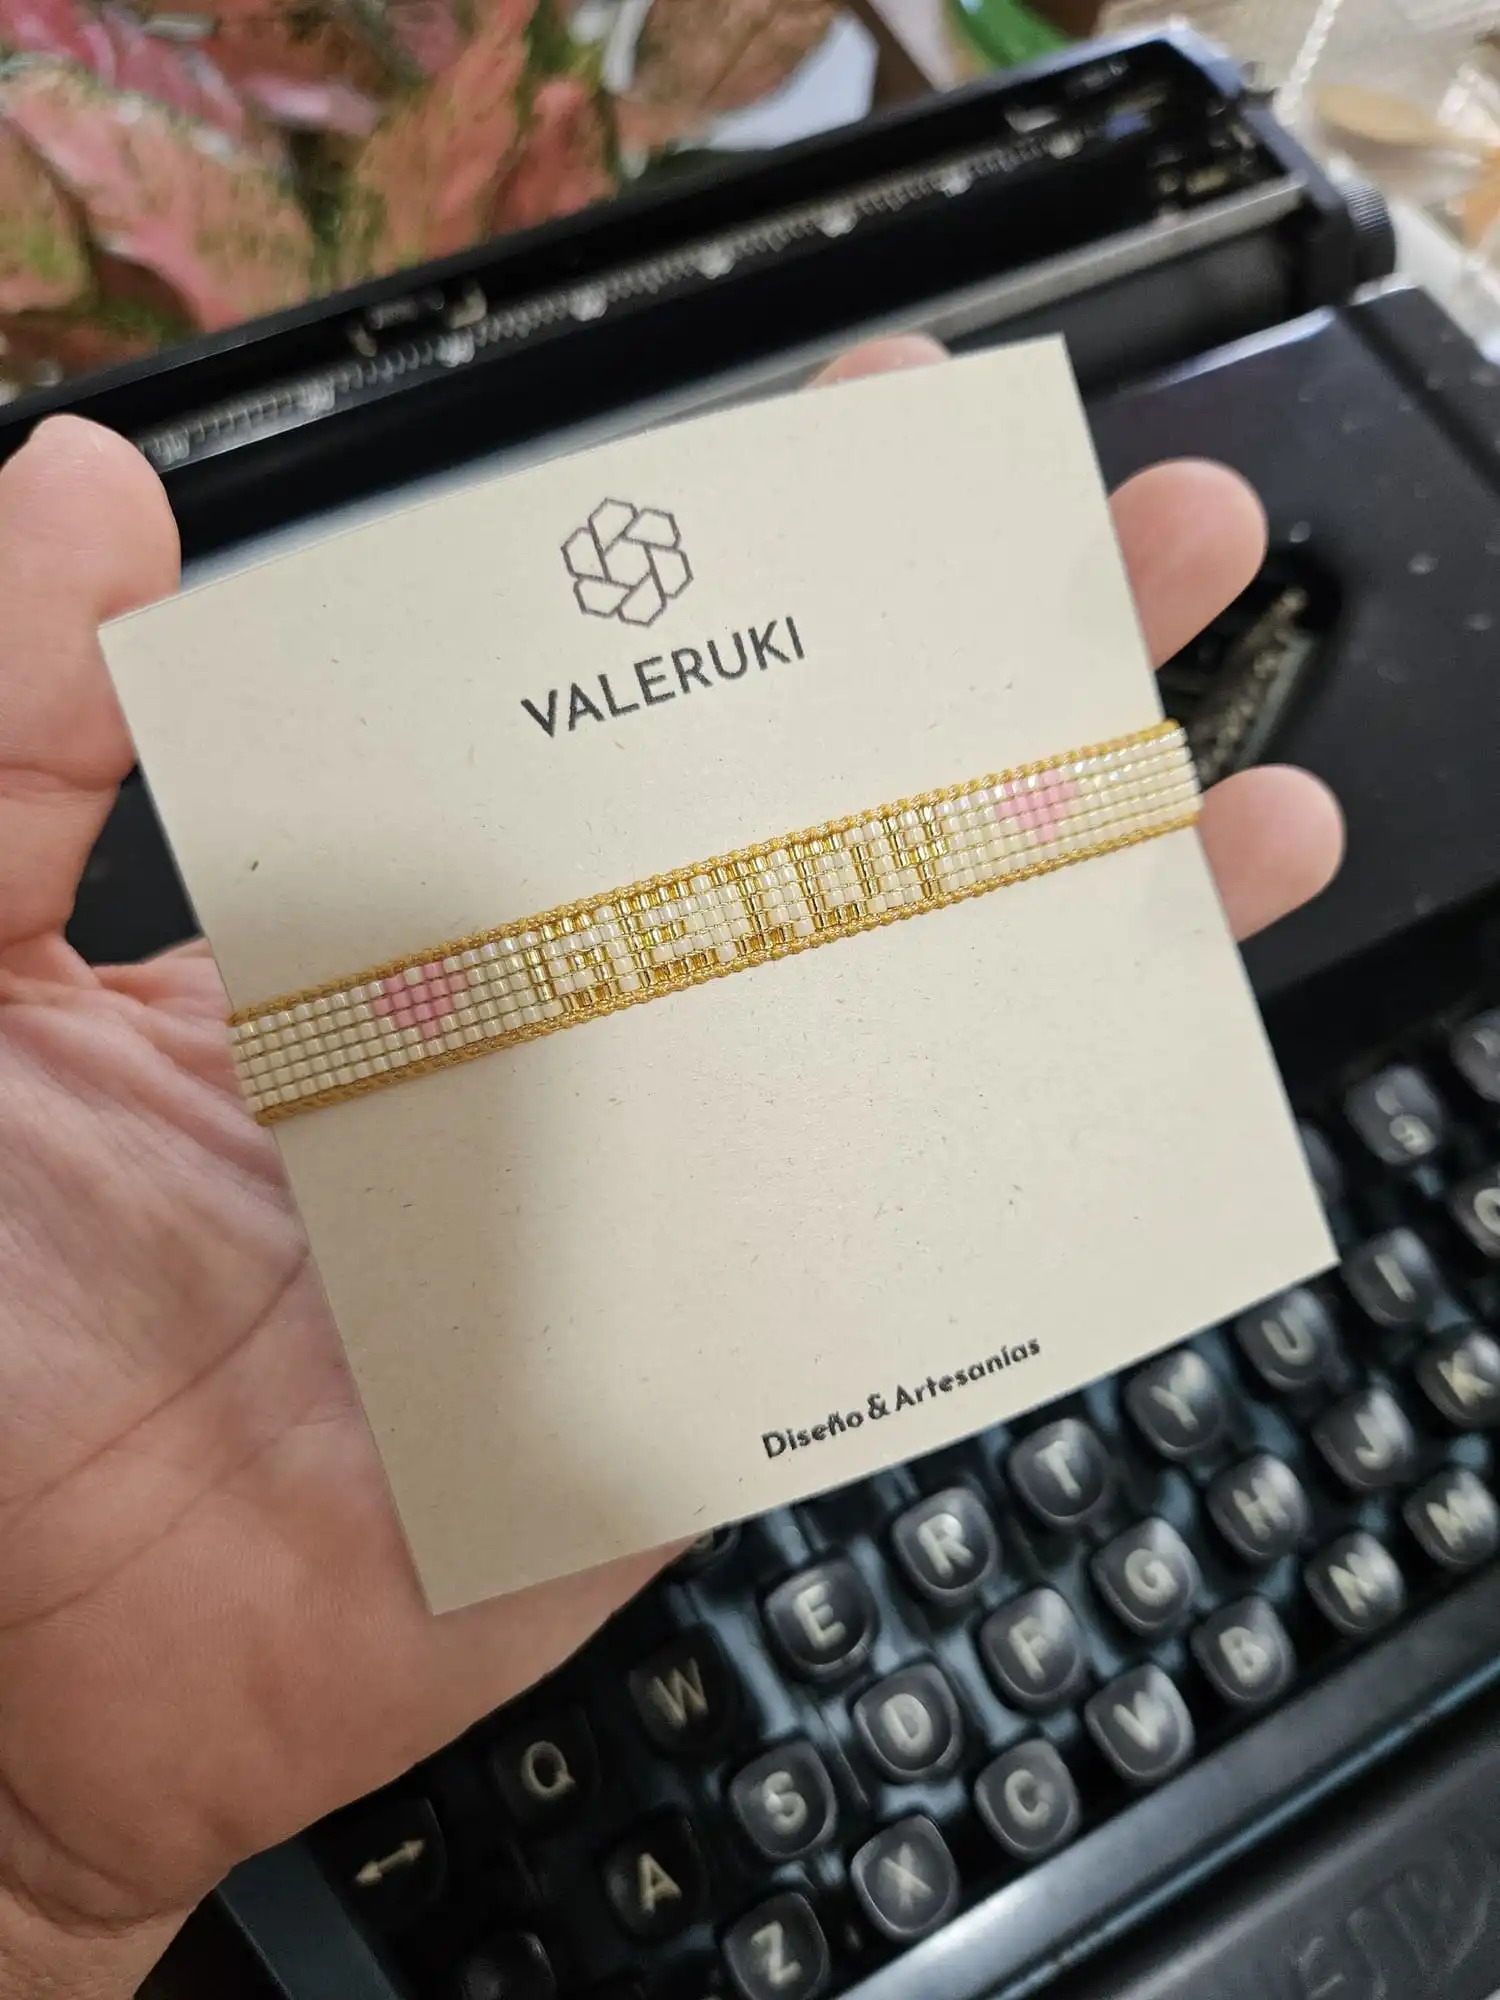 VALERUKI
Diseño & Artesanías
Q W E R T Y U I
A S D F G H J K
Z X C V B N M